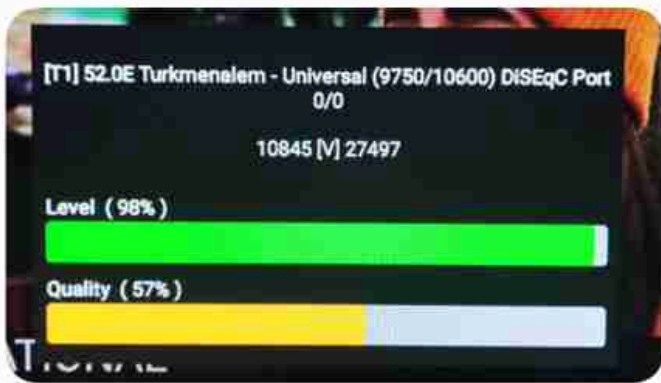 [T1] 52.0E Turkmenalem - Universal (9750/10600) DiSEqC Port
0/0
10845 [V] 27497
Level ( 98% )
Quality ( 57% )